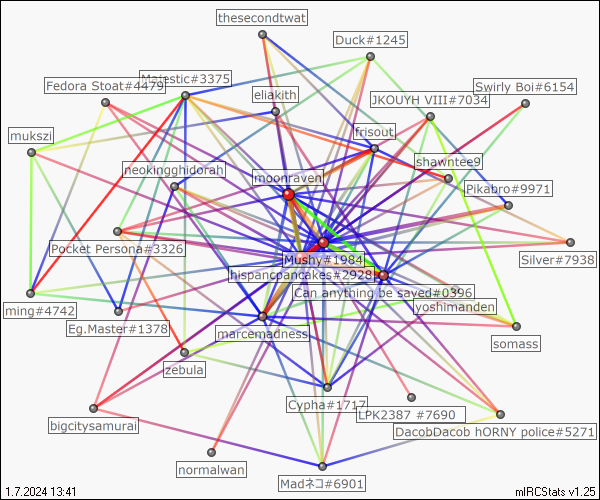 thesecondtwat
Duck#1245
Majestic#3375
Fedora Stoat#4479
eliakith
JKOUYH VIII#7034
Swirly Boi#6154
mukszi
frisout
shawntee9
neokingghidorah
moonraven
Pikabro#9971
Pocket Persona#3326
Mushy#1984
Silver#7938
hispancpancakes#2928
Can anything be saved#0396
ming#4742
yoshimanden
Eg.Master#1378
marcemadness
somass
zebula
Cypha#1717
LPK2387 #7690
bigcitysamurai
DacobDacob hORNY police#5271
normalwan
Madネコ#6901
1.7.2024 13:41
mIRCStats v1.25